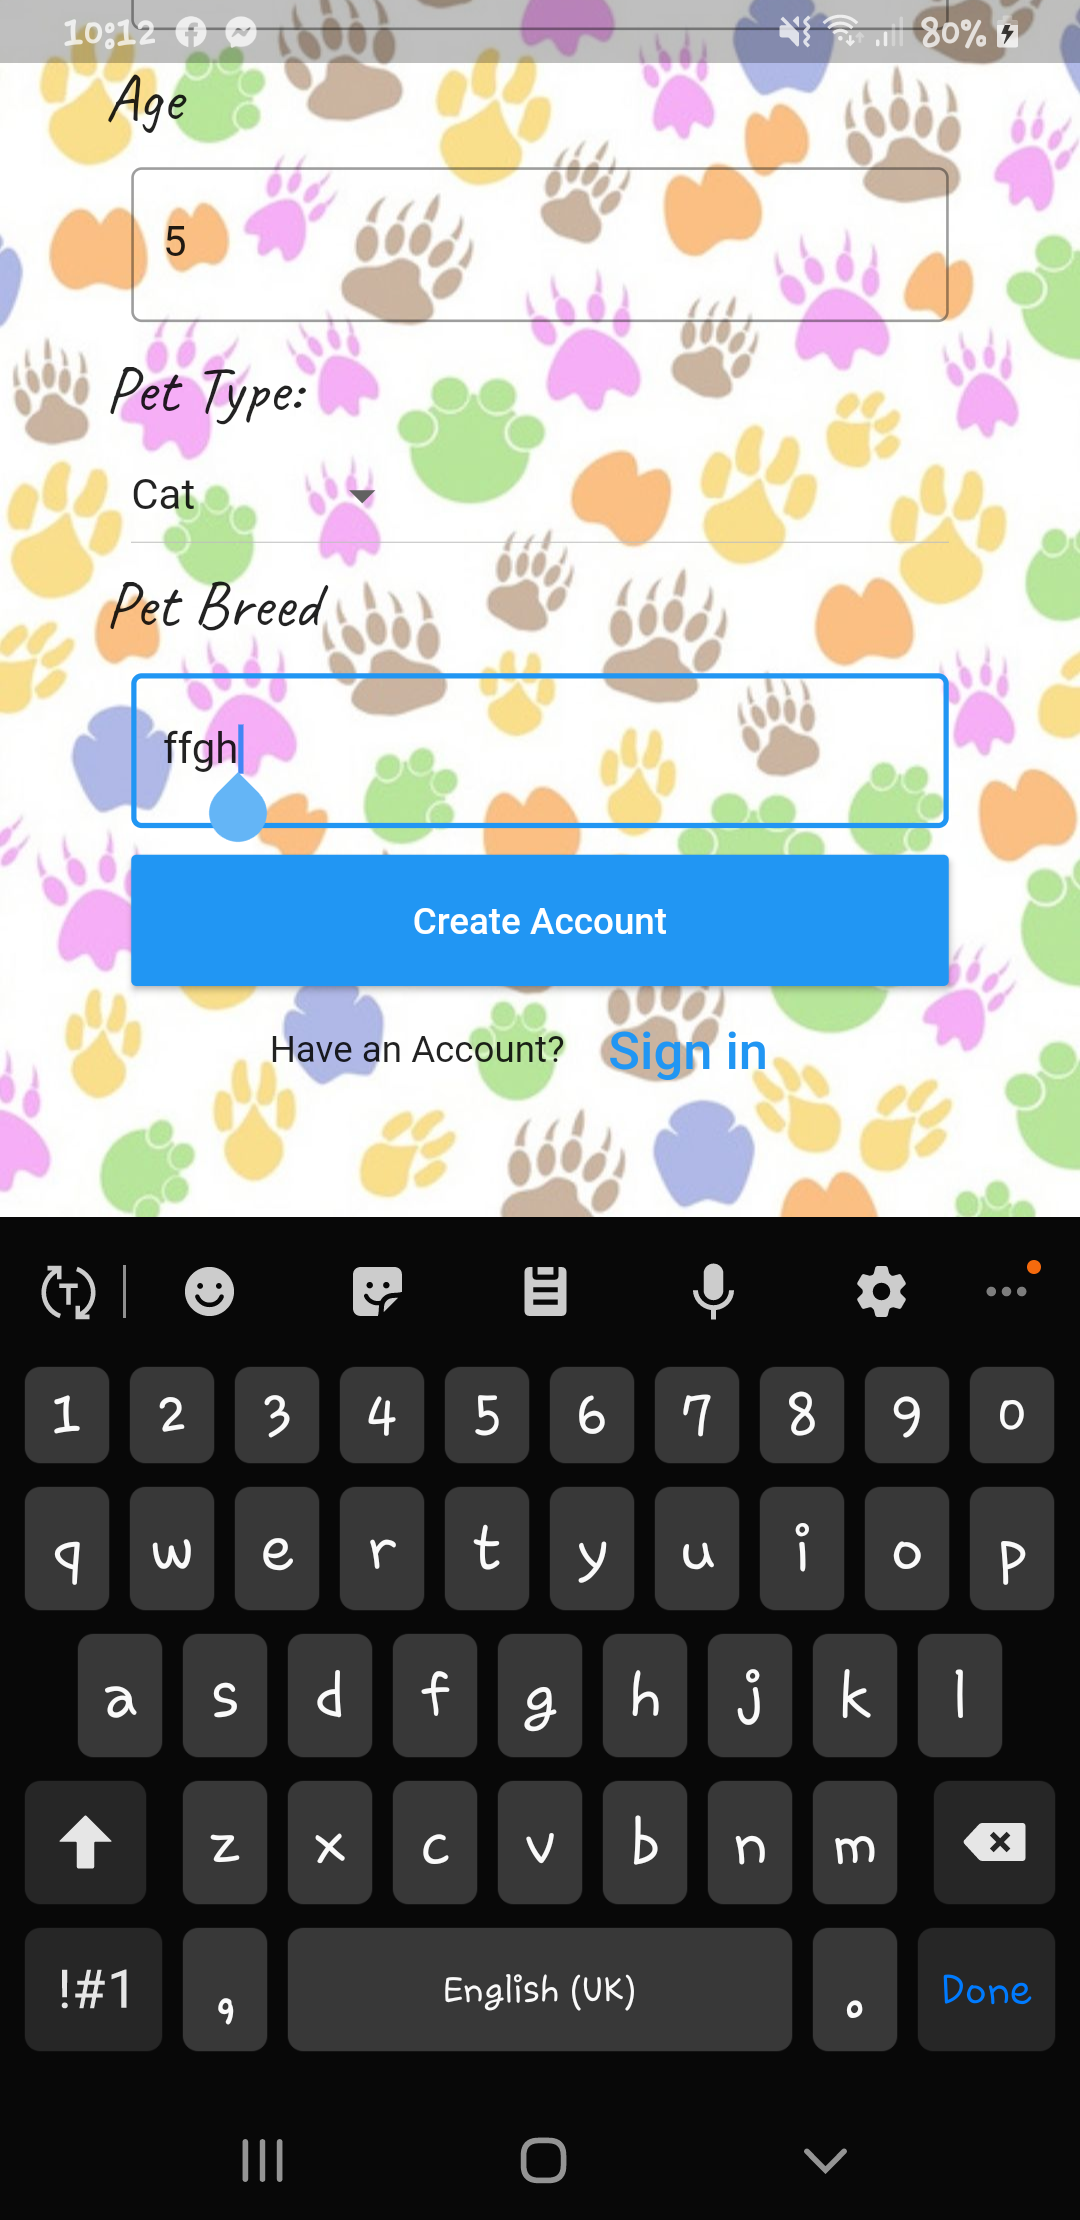 10:12 80%
Age
5
Pet Type:
Cat
Pet Breed
ffgh
Create Account
Have an Account? Sign in
T
1 2 3 4 5 6 7 8 9 0
q w e r t y u i o p
a s d f g h j k l
z x c v b n m
!#1 , English (UK) . Done